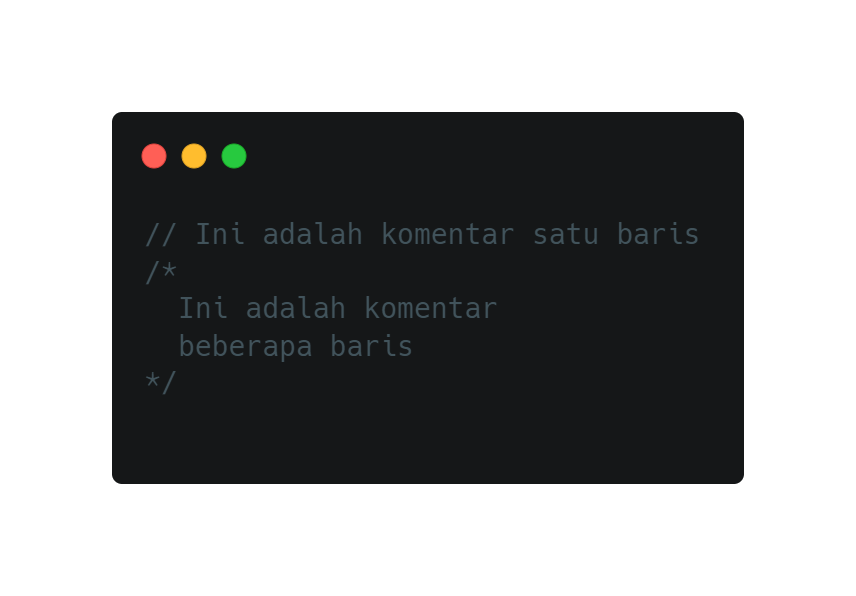 // Ini adalah komentar satu baris
/*
  Ini adalah komentar
  beberapa baris
*/